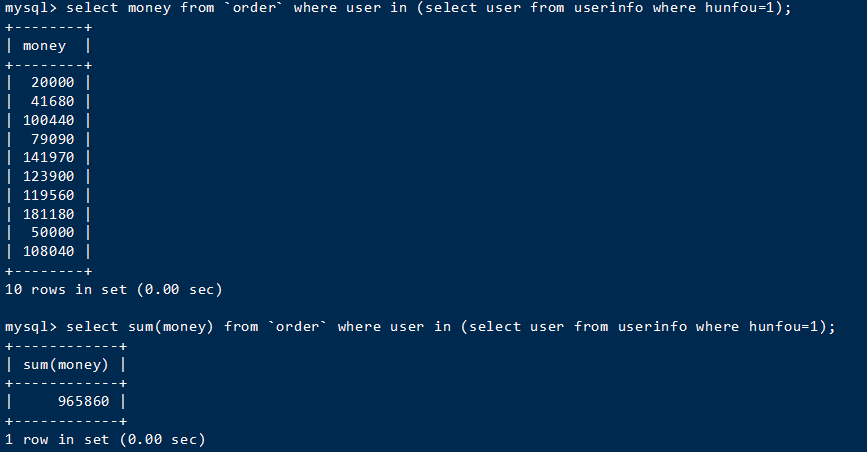 mysql> select money from `order` where user in (select user from userinfo where hunfou=1);
+--------+
| money  |
+--------+
|  20000 |
|  41680 |
| 100440 |
|  79090 |
| 141970 |
| 123900 |
| 119560 |
| 181180 |
|  50000 |
| 108040 |
+--------+
10 rows in set (0.00 sec)

mysql> select sum(money) from `order` where user in (select user from userinfo where hunfou=1);
+------------+
| sum(money) |
+------------+
|     965860 |
+------------+
1 row in set (0.00 sec)